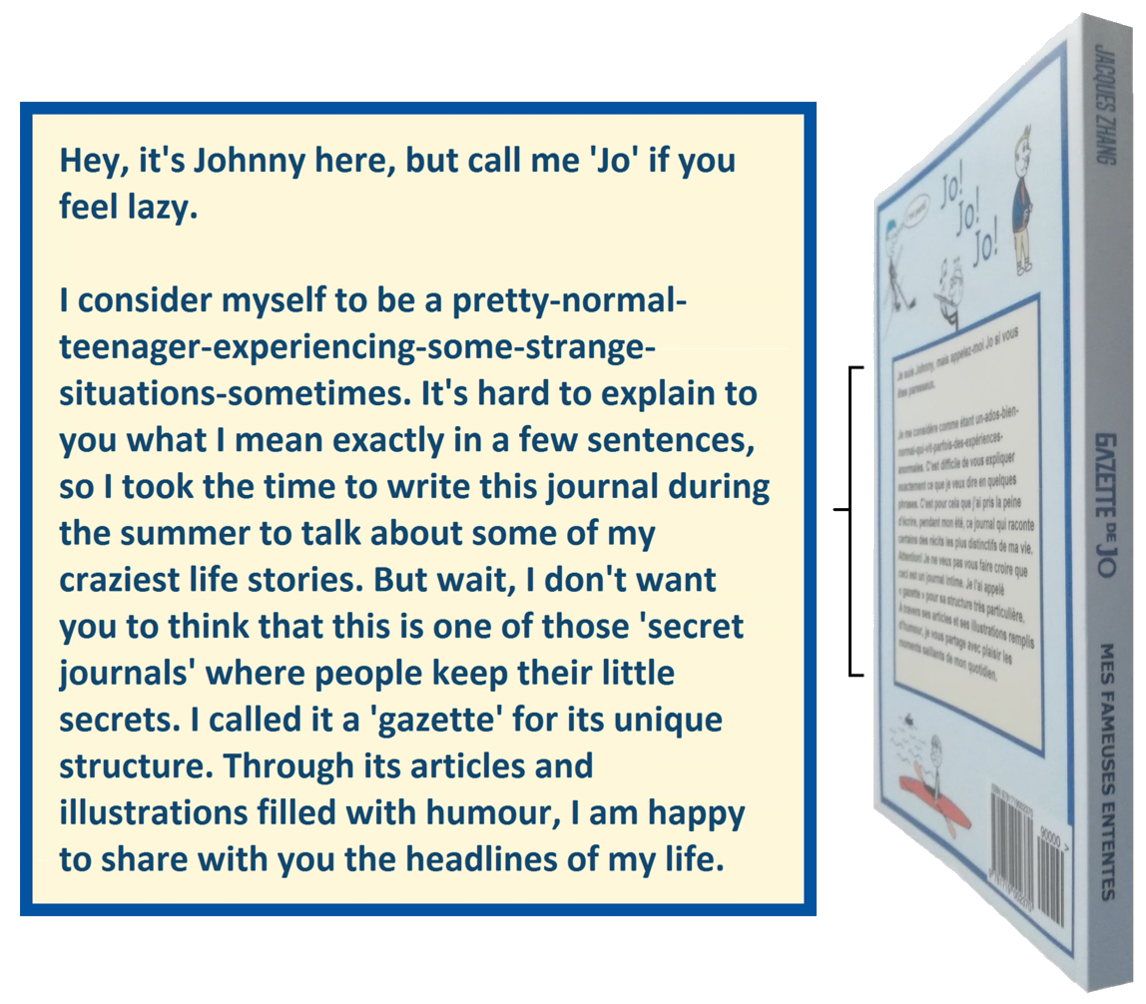 Hey, it's Johnny here, but call me 'Jo' if you
feel lazy.
I consider myself to be a pretty-normal-
teenager-experiencing-some-strange-
situations-sometimes. It's hard to explain to
you what I mean exactly in a few sentences,
so I took the time to write this journal during
the summer to talk about some of my
craziest life stories. But wait, I don't want
you to think that this is one of those 'secret
journals' where people keep their little
secrets. I called it a 'gazette' for its unique
structure. Through its articles and
illustrations filled with humour, I am happy
to share with you the headlines of my life.
Jo!
Jo!
Jo!
Je suis Johnny, mais appelez-moi Jo si vous
êtes paresseux.
Je me considère comme étant un-ados-bien-
normal-qui-vit-parfois-des-expériences-
anormales. C'est difficile de vous expliquer
exactement ce que je veux dire en quelques
phrases. C'est pour cela que j'ai pris la peine
d'écrire, pendant mon été, ce journal qui raconte
certains des récits les plus distinctifs de ma vie.
Attention! Je ne veux pas vous faire croire que
ceci est un journal intime. Je l'ai appelé
« gazette » pour sa structure très particulière.
À travers ses articles et ses illustrations remplis
d'humour, je vous partage avec plaisir les
moments saillants de mon quotidien.
90000 >
JACQUES ZHANG
GAZETTE DE JO
MES FAMEUSES ENTENTES